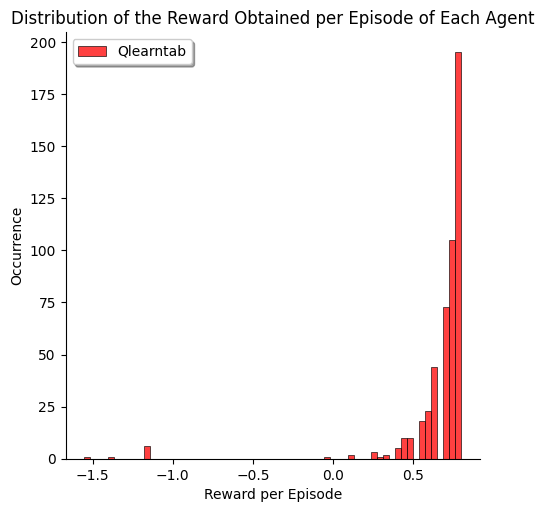 Distribution of the Reward Obtained per Episode of Each Agent
Qlearntab
200
175
150
125
100
75
50
25
0
Occurrence
−1.5 −1.0 −0.5 0.0 0.5
Reward per Episode